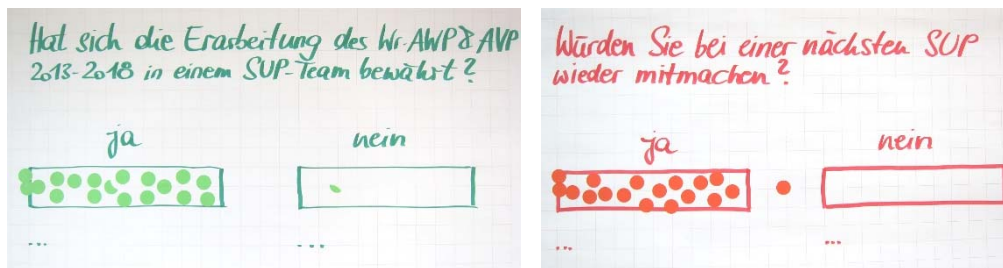 Hat sich die Erarbeitung des Wr. AWP & AVP
2013-2018 in einem SUP-Team bewährt?
ja
nein
...
...
Würden Sie bei einer nächsten SUP
wieder mitmachen?
ja
nein
...
...